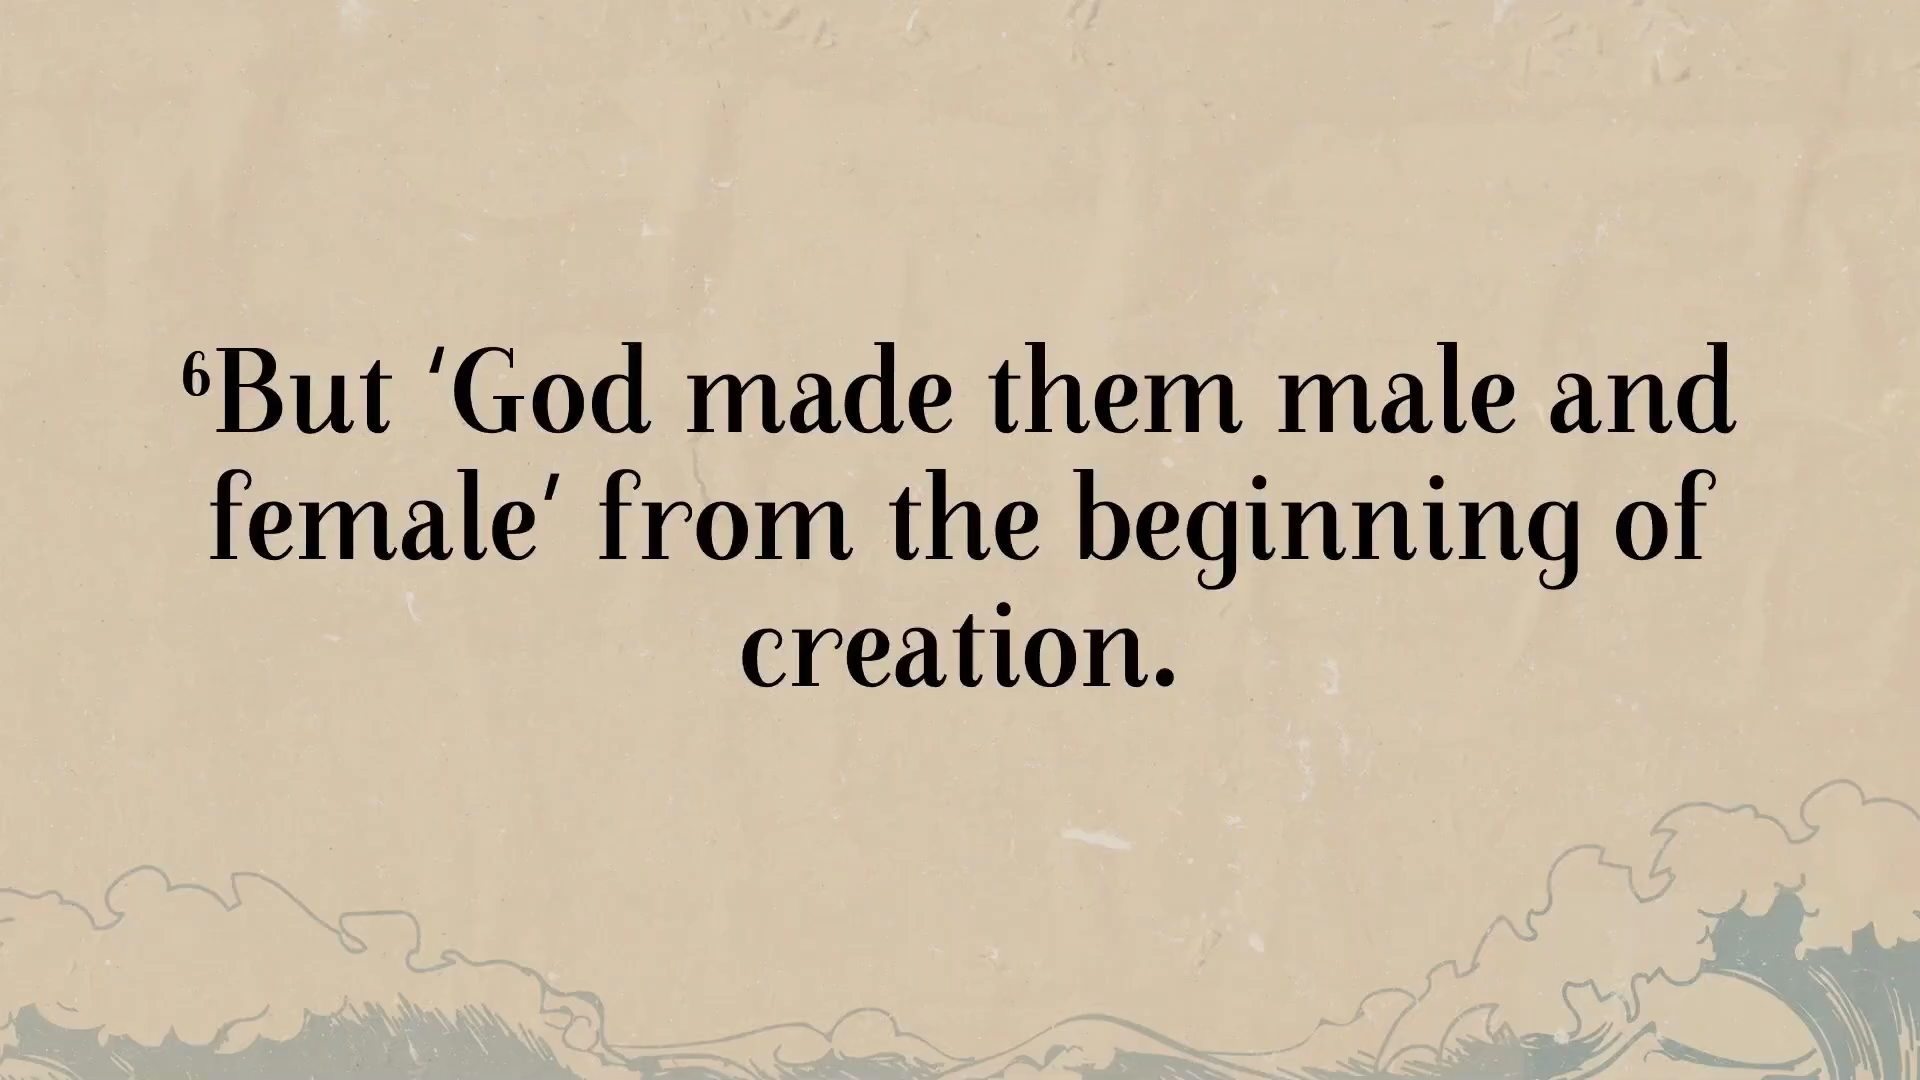 ⁶But ‘God made them male and
female’ from the beginning of
creation.